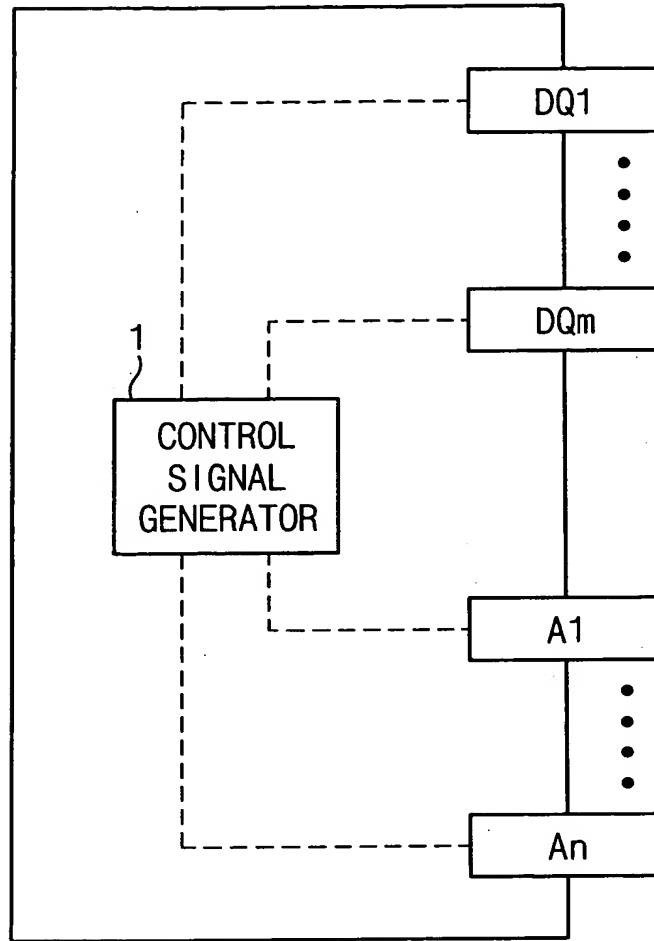 DQ1
DQm
1
CONTROL
SIGNAL
GENERATOR
A1
An